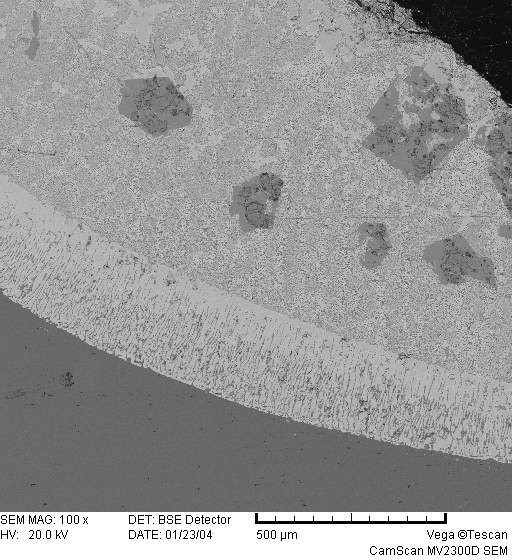 SEM MAG: 100 x DET: BSE Detector
HV: 20.0 kV DATE: 01/23/04 500 µm Vega ©Tescan
CamScan MV2300D SEM